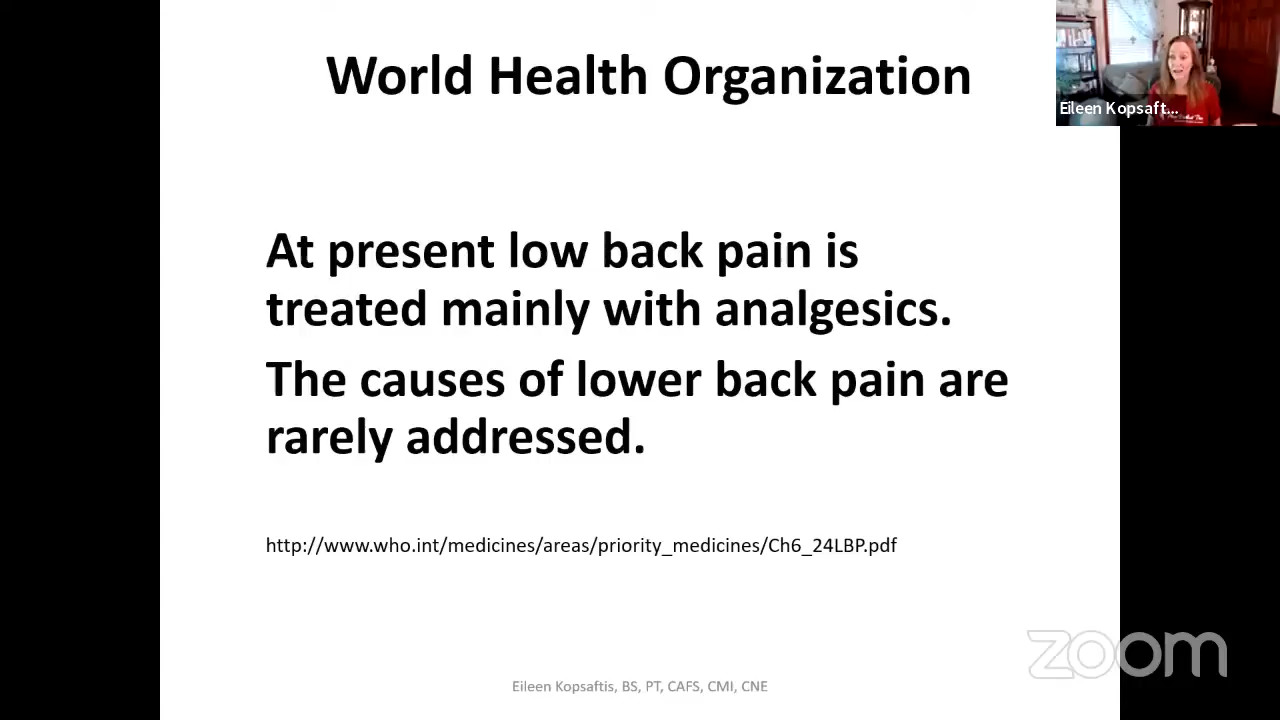 World Health Organization
Eileen Kopsaft...
At present low back pain is
treated mainly with analgesics.
The causes of lower back pain are
rarely addressed.
http://www.who.int/medicines/areas/priority_medicines/Ch6_24LBP.pdf
zoom
Eileen Kopsaftis, BS, PT, CAFS, CMI, CNE